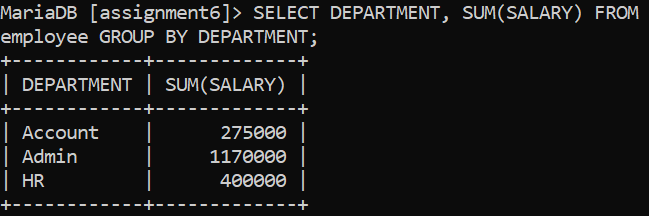 MariaDB [assignment6]> SELECT DEPARTMENT, SUM(SALARY) FROM
employee GROUP BY DEPARTMENT;
+------------+-------------+
| DEPARTMENT | SUM(SALARY) |
+------------+-------------+
| Account    |      275000 |
| Admin      |     1170000 |
| HR         |      400000 |
+------------+-------------+